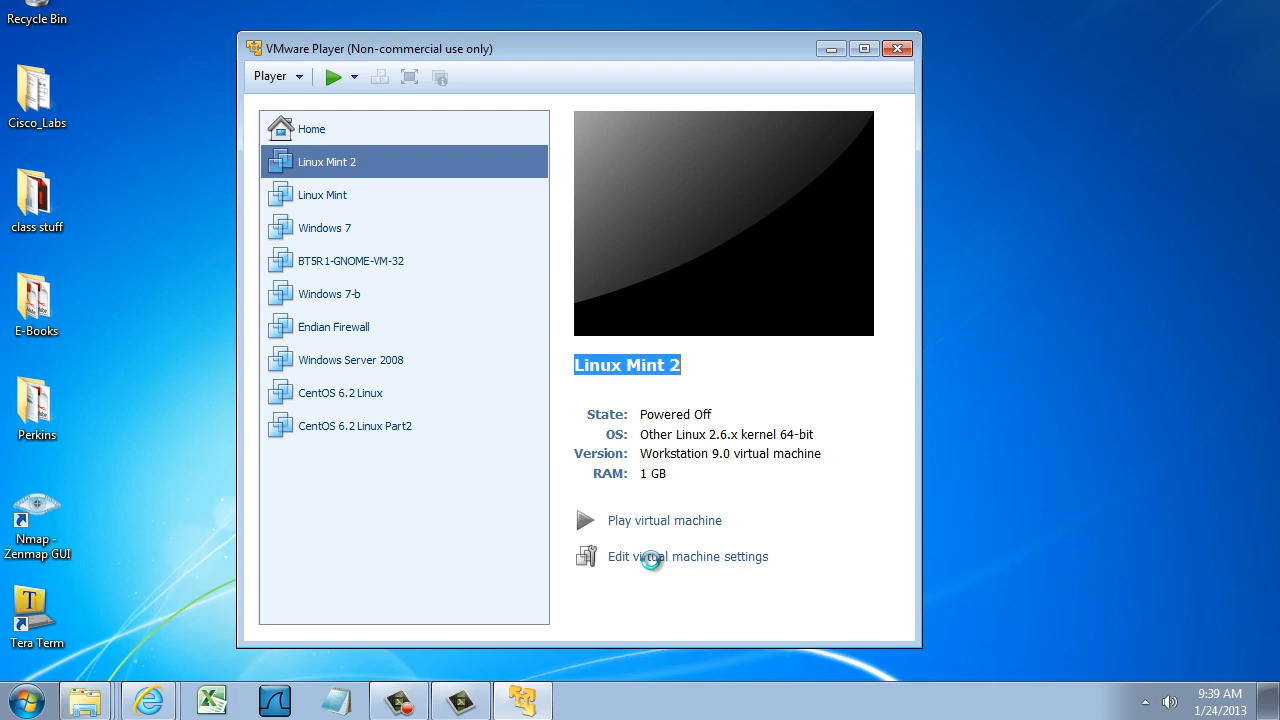 Recycle Bin
Cisco_Labs
class stuff
E-Books
Perkins
Nmap -
Zenmap GUI
Tera Term
VMware Player (Non-commercial use only)
Player
Home
Linux Mint 2
Linux Mint
Windows 7
BT5R1-GNOME-VM-32
Windows 7-b
Endian Firewall
Windows Server 2008
CentOS 6.2 Linux
CentOS 6.2 Linux Part2
Linux Mint 2
State: Powered Off
OS: Other Linux 2.6.x kernel 64-bit
Version: Workstation 9.0 virtual machine
RAM: 1 GB
Play virtual machine
Edit virtual machine settings
9:39 AM
1/24/2013